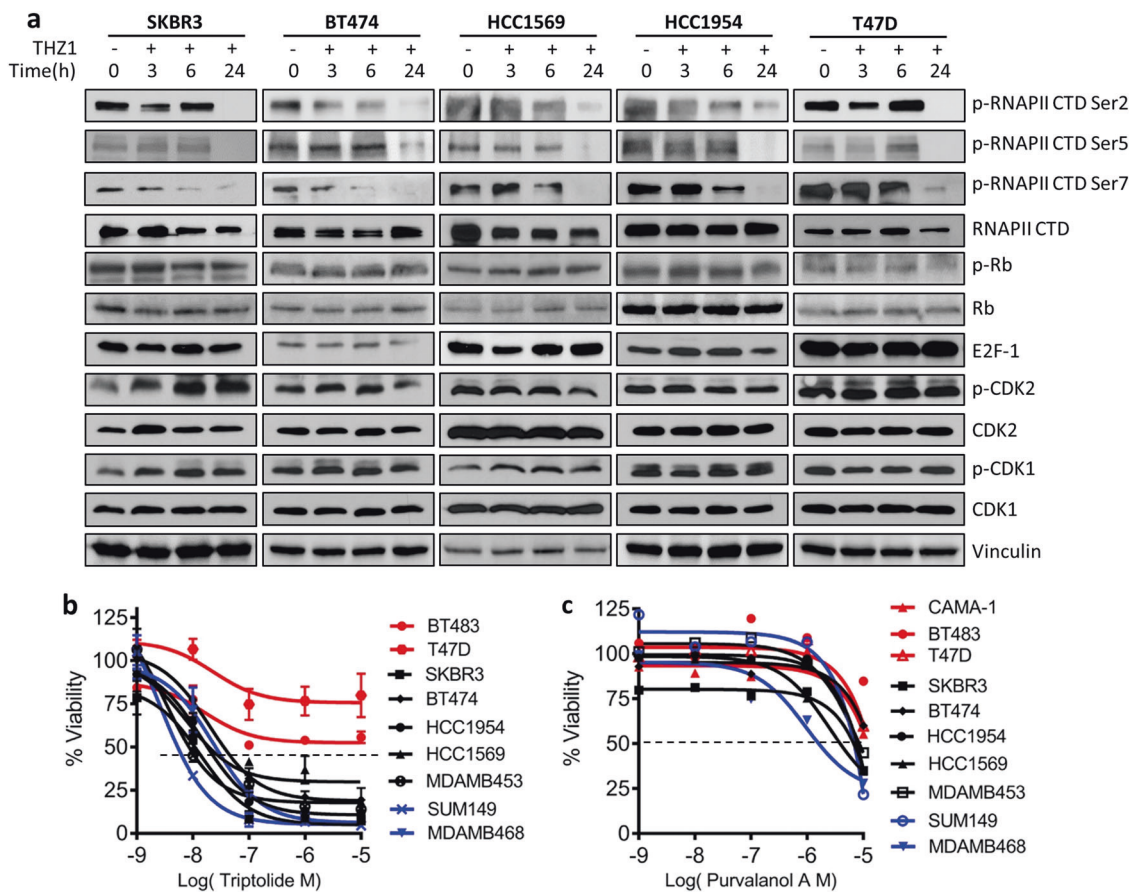 a
SKBR3 BT474 HCC1569 HCC1954 T47D
THZ1 - + + + - + + + - + + + - + + + - + + +
Time(h) 0 3 6 24 0 3 6 24 0 3 6 24 0 3 6 24 0 3 6 24
p-RNAPII CTD Ser2
p-RNAPII CTD Ser5
p-RNAPII CTD Ser7
RNAPII CTD
p-Rb
Rb
E2F-1
p-CDK2
CDK2
p-CDK1
CDK1
Vinculin
b
% Viability
125
100
75
50
25
0
-9 -8 -7 -6 -5
Log( Triptolide M)
BT483
T47D
SKBR3
BT474
HCC1954
HCC1569
MDAMB453
SUM149
MDAMB468
c
% Viability
125
100
75
50
25
0
-9 -8 -7 -6 -5
Log( Purvalanol A M)
CAMA-1
BT483
T47D
SKBR3
BT474
HCC1954
HCC1569
MDAMB453
SUM149
MDAMB468